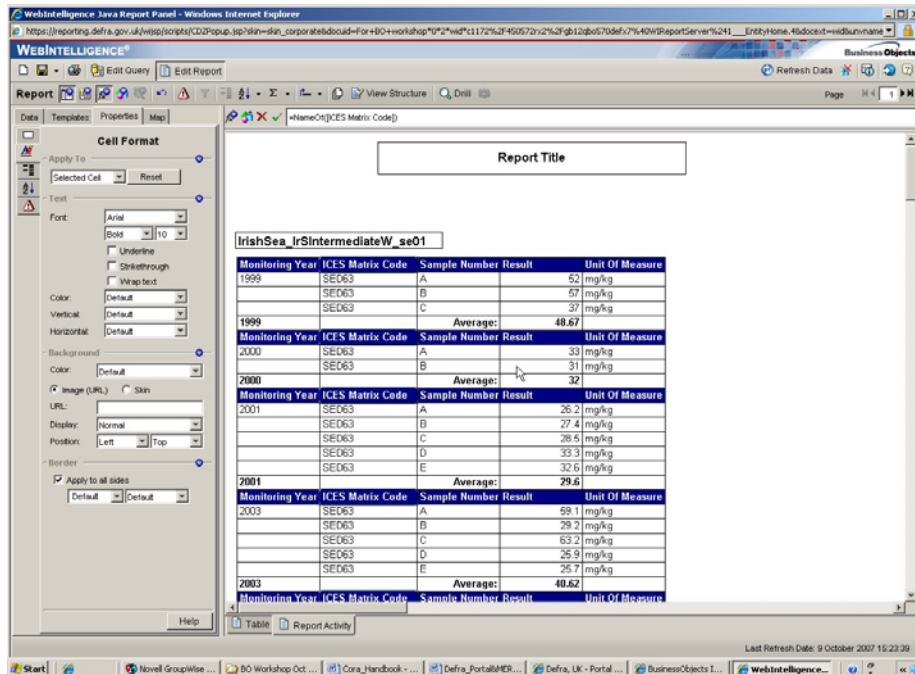 WebIntelligence Java Report Panel - Windows Internet Explorer
WEBINTELLIGENCE®
Business Objects
Edit Query
Edit Report
Refresh Data
Report
View Structure
Drill
Page
1
Data
Templates
Properties
Map
=NameOf([ICES Matrix Code])
Cell Format
Apply To
Selected Cell
Reset
Text
Font:
Arial
Bold
10
Underline
Strikethrough
Wrap text
Color:
Default
Vertical:
Default
Horizontal:
Default
Background
Color:
Default
Image (URL)
Skin
URL:
Display:
Normal
Position:
Left
Top
Border
Apply to all sides
Default
Default
Help
Report Title
IrishSea_IrSIntermediateW_se01
Monitoring Year ICES Matrix Code Sample Number Result Unit Of Measure
1999 SED63 A 52 mg/kg
SED63 B 57 mg/kg
SED63 C 37 mg/kg
1999 Average: 48.67
Monitoring Year ICES Matrix Code Sample Number Result Unit Of Measure
2000 SED63 A 33 mg/kg
SED63 B 31 mg/kg
2000 Average: 32
Monitoring Year ICES Matrix Code Sample Number Result Unit Of Measure
2001 SED63 A 26.2 mg/kg
SED63 B 27.4 mg/kg
SED63 C 28.5 mg/kg
SED63 D 33.3 mg/kg
SED63 E 32.6 mg/kg
2001 Average: 29.6
Monitoring Year ICES Matrix Code Sample Number Result Unit Of Measure
2003 SED63 A 59.1 mg/kg
SED63 B 29.2 mg/kg
SED63 C 63.2 mg/kg
SED63 D 25.9 mg/kg
SED63 E 25.7 mg/kg
2003 Average: 40.62
Monitoring Year ICES Matrix Code Sample Number Result Unit Of Measure
Table
Report Activity
Last Refresh Date: 9 October 2007 15:23:39
Start
Novell GroupWise ...
BO Workshop Oct ...
Cora_Handbook - ...
Defra_Portal&MER...
Defra, UK - Portal ...
BusinessObjects I...
WebIntelligence...